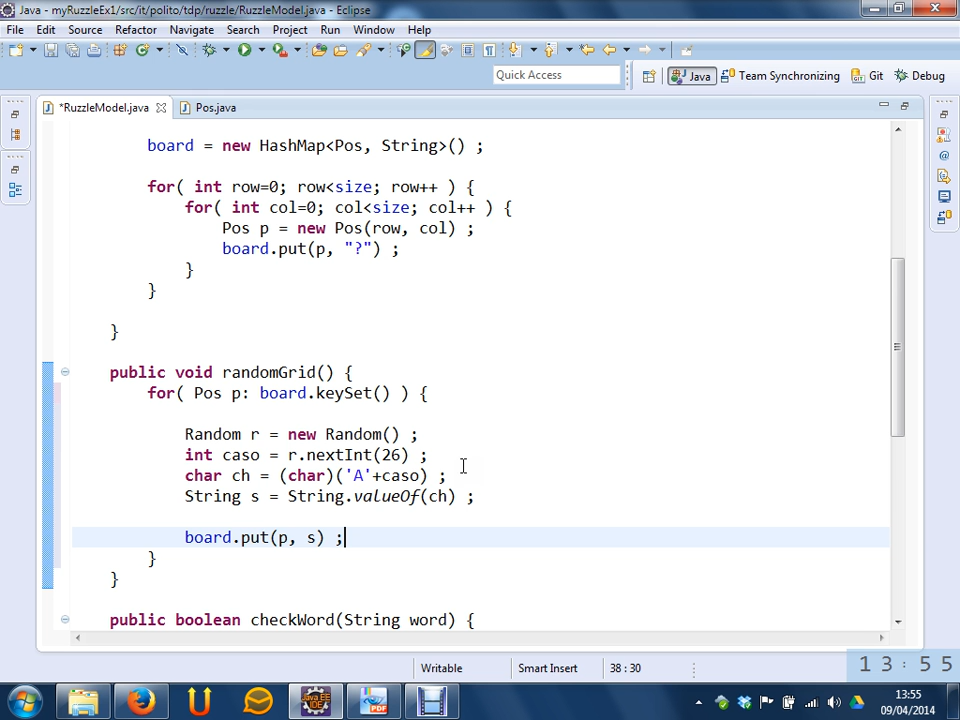 Java - myRuzzleEx1/src/it/polito/tdp/ruzzle/RuzzleModel.java - Eclipse
File Edit Source Refactor Navigate Search Project Run Window Help
Quick Access
Java Team Synchronizing Git Debug
*RuzzleModel.java Pos.java
board = new HashMap<Pos, String>() ;
for( int row=0; row<size; row++ ) {
for( int col=0; col<size; col++ ) {
Pos p = new Pos(row, col) ;
board.put(p, "?") ;
}
}
}
public void randomGrid() {
for( Pos p: board.keySet() ) {
Random r = new Random() ;
int caso = r.nextInt(26) ;
char ch = (char)('A'+caso) ;
String s = String.valueOf(ch) ;
board.put(p, s) ;
}
}
public boolean checkWord(String word) {
Writable Smart Insert 38 : 30
13:55
Java EE
IDE
PDF
13:55
09/04/2014